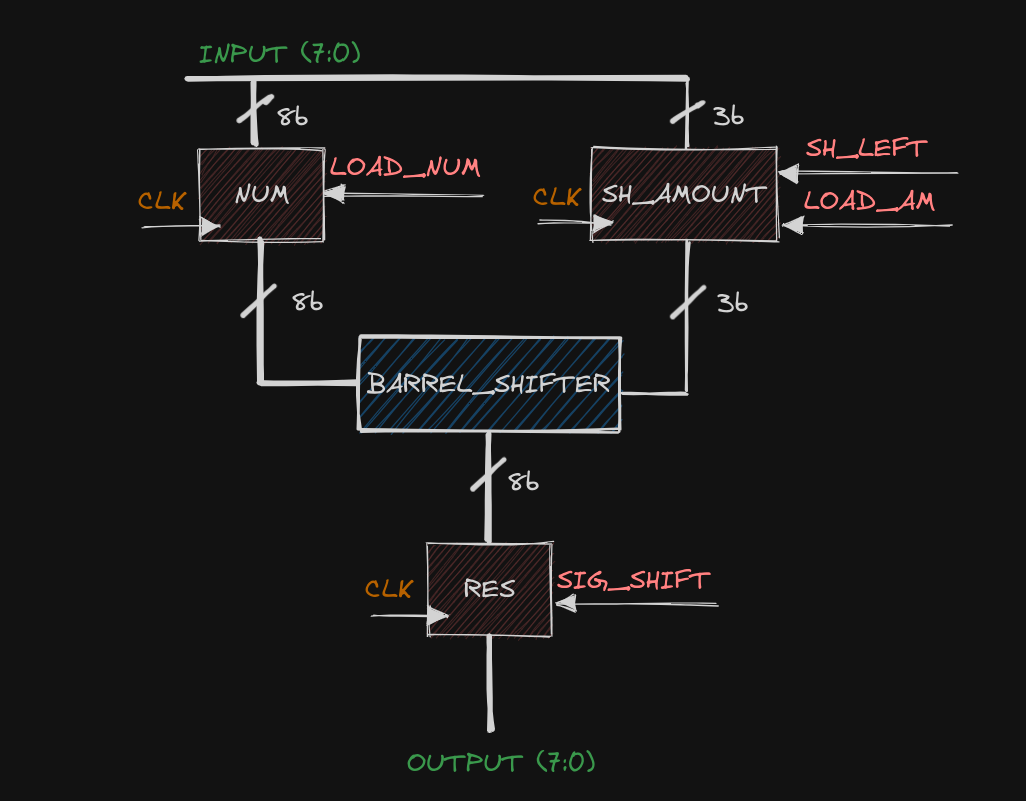 INPUT (7:0)
8b
3b
LOAD_NUM
SH_LEFT
CLK
NUM
CLK
SH_AMOUNT
LOAD_AM
8b
3b
BARREL_SHIFTER
8b
CLK
RES
SIG_SHIFT
OUTPUT (7:0)